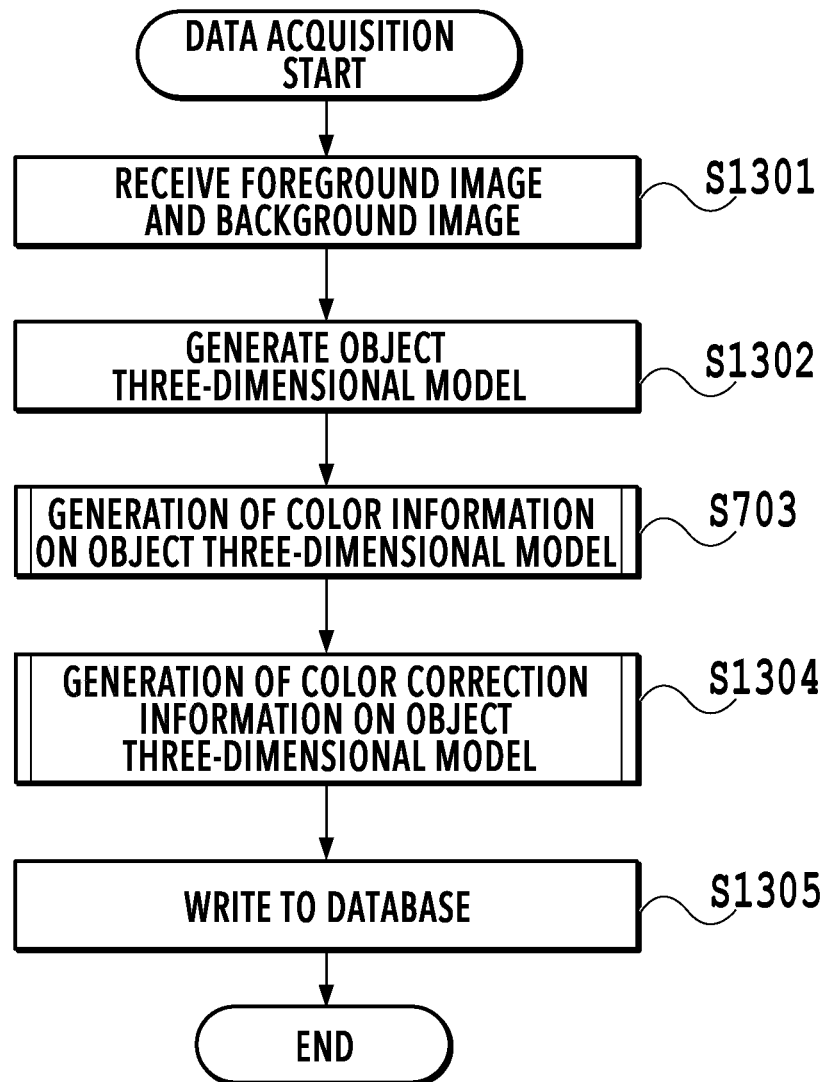 DATA ACQUISITION
START
RECEIVE FOREGROUND IMAGE
AND BACKGROUND IMAGE
S1301
GENERATE OBJECT
THREE-DIMENSIONAL MODEL
S1302
GENERATION OF COLOR INFORMATION
ON OBJECT THREE-DIMENSIONAL MODEL
S703
GENERATION OF COLOR CORRECTION
INFORMATION ON OBJECT
THREE-DIMENSIONAL MODEL
S1304
WRITE TO DATABASE
S1305
END